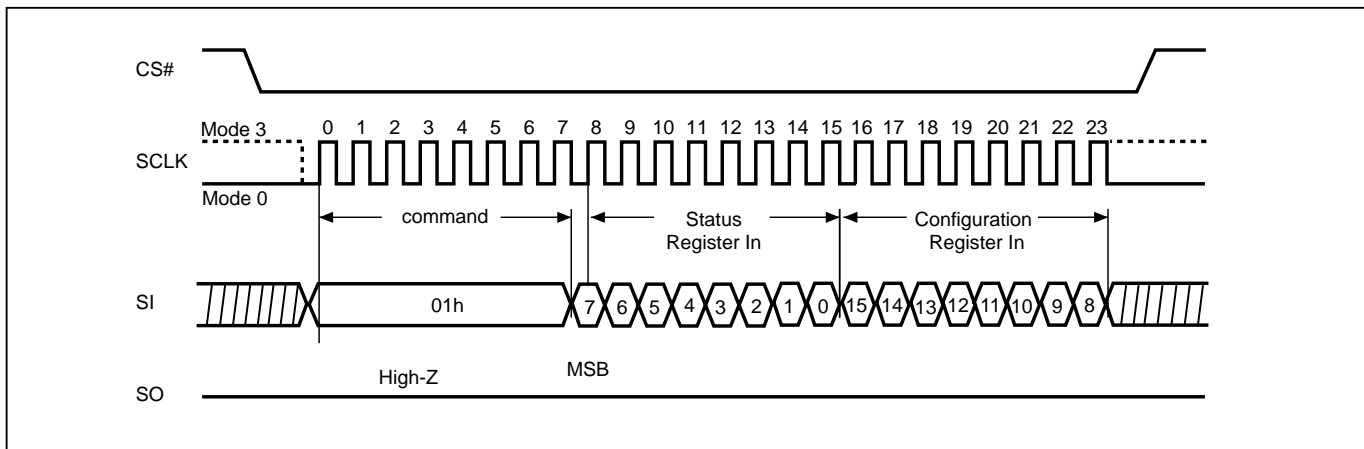 CS#
Mode 3
0 1 2 3 4 5 6 7 8 9 10 11 12 13 14 15 16 17 18 19 20 21 22 23
SCLK
Mode 0
command
Status
Register In
Configuration
Register In
SI
01h
7 6 5 4 3 2 1 0 15 14 13 12 11 10 9 8
High-Z
MSB
SO